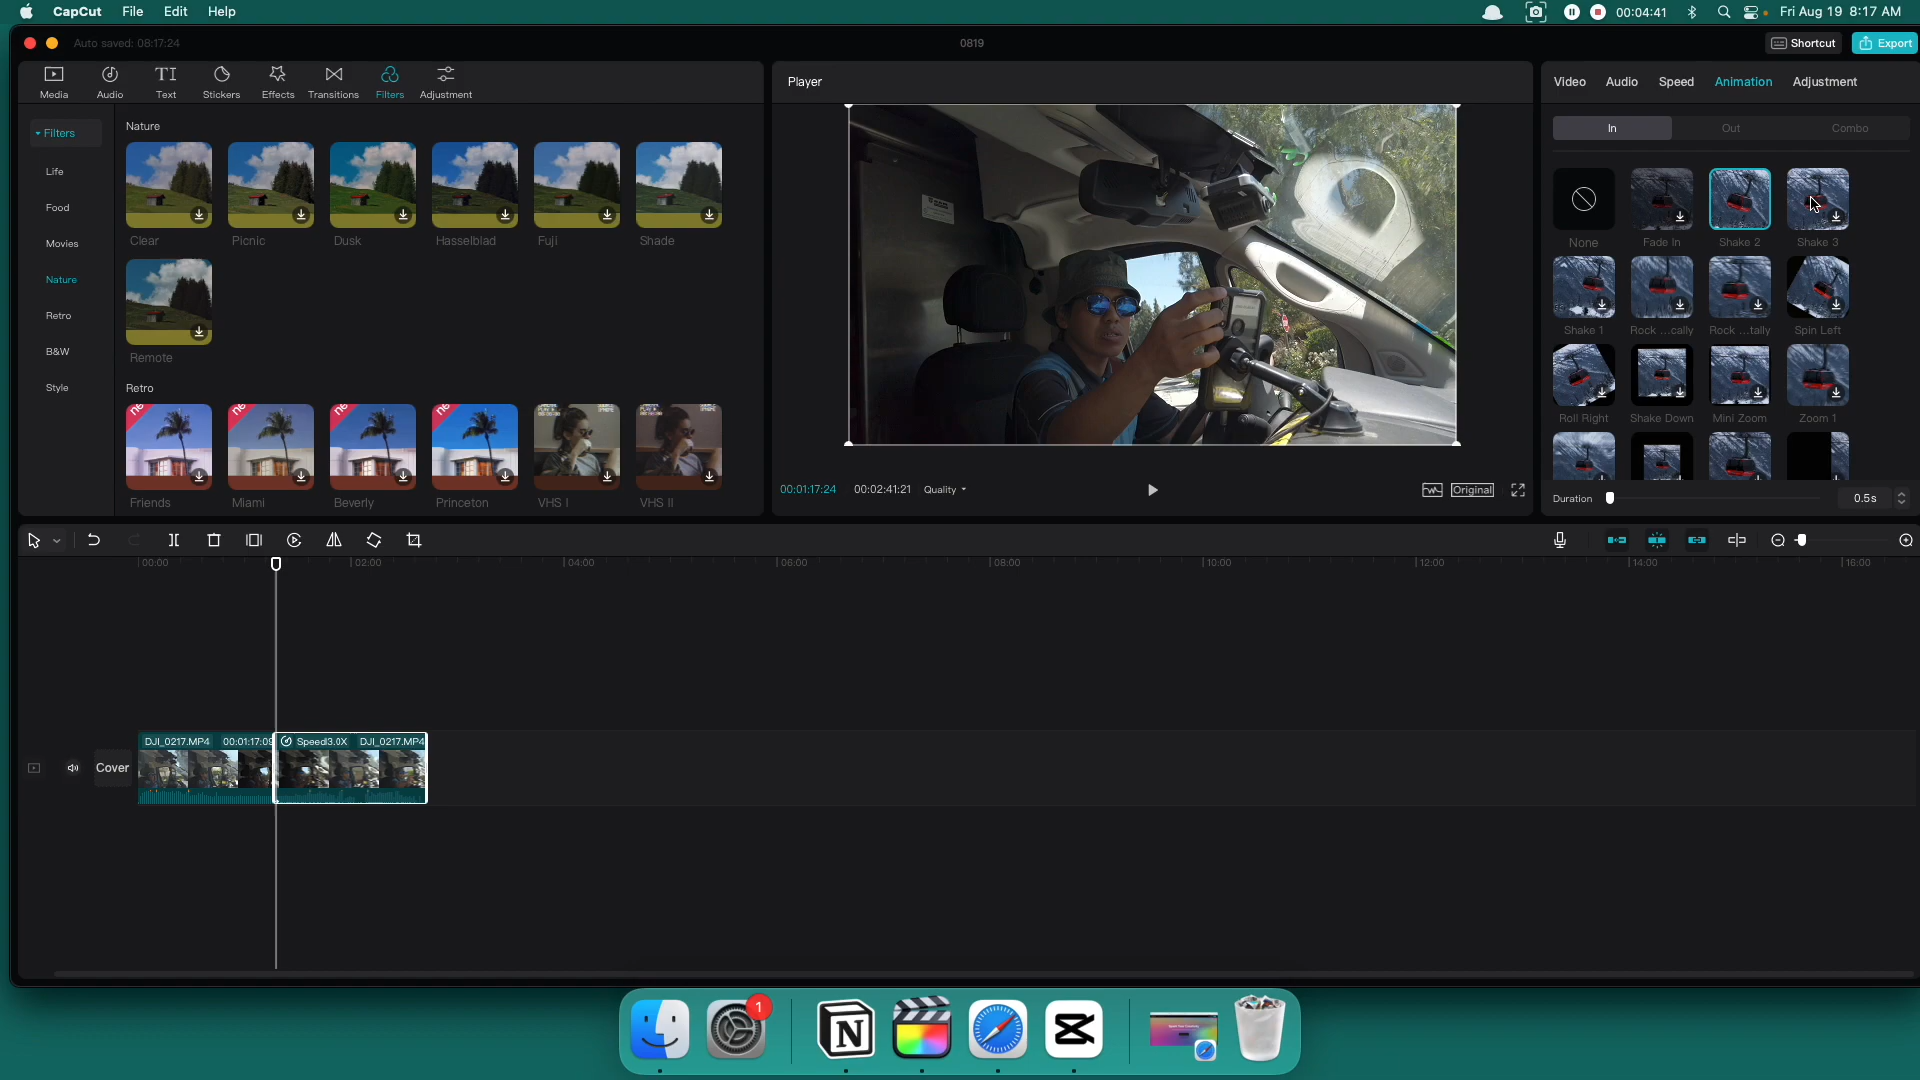 CapCut File Edit Help
00:04:41 Fri Aug 19 8:17 AM
Auto saved: 08:17:24
0819
Shortcut
Export
Media Audio Text Stickers Effects Transitions Filters Adjustment
Filters
Life
Food
Movies
Nature
Retro
B&W
Style
Nature
Clear Picnic Dusk Hasselblad Fuji Shade
Remote
Retro
Friends Miami Beverly Princeton VHS I VHS II
Player
00:01:17:24 00:02:41:21 Quality
Original
Video Audio Speed Animation Adjustment
In Out Combo
None Fade In Shake 2 Shake 3
Shake 1 Rock ...cally Rock ...tally Spin Left
Roll Right Shake Down Mini Zoom Zoom 1
Duration 0.5s
00:00 02:00 04:00 06:00 08:00 10:00 12:00 14:00 16:00
DJI_0217.MP4 00:01:17:09 Speed13.0X DJI_0217.MP4
Cover
1
N